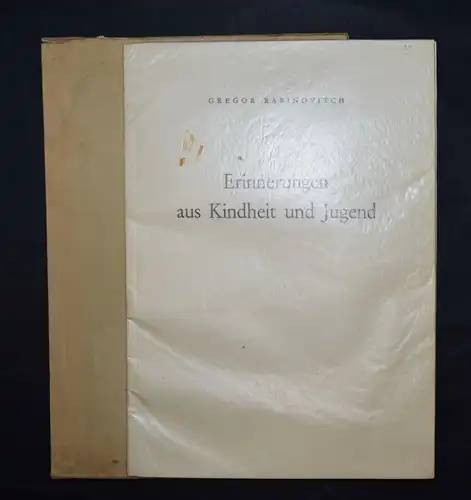 GREGOR RABINOVITCH
Erinnerungen
aus Kindheit und Jugend